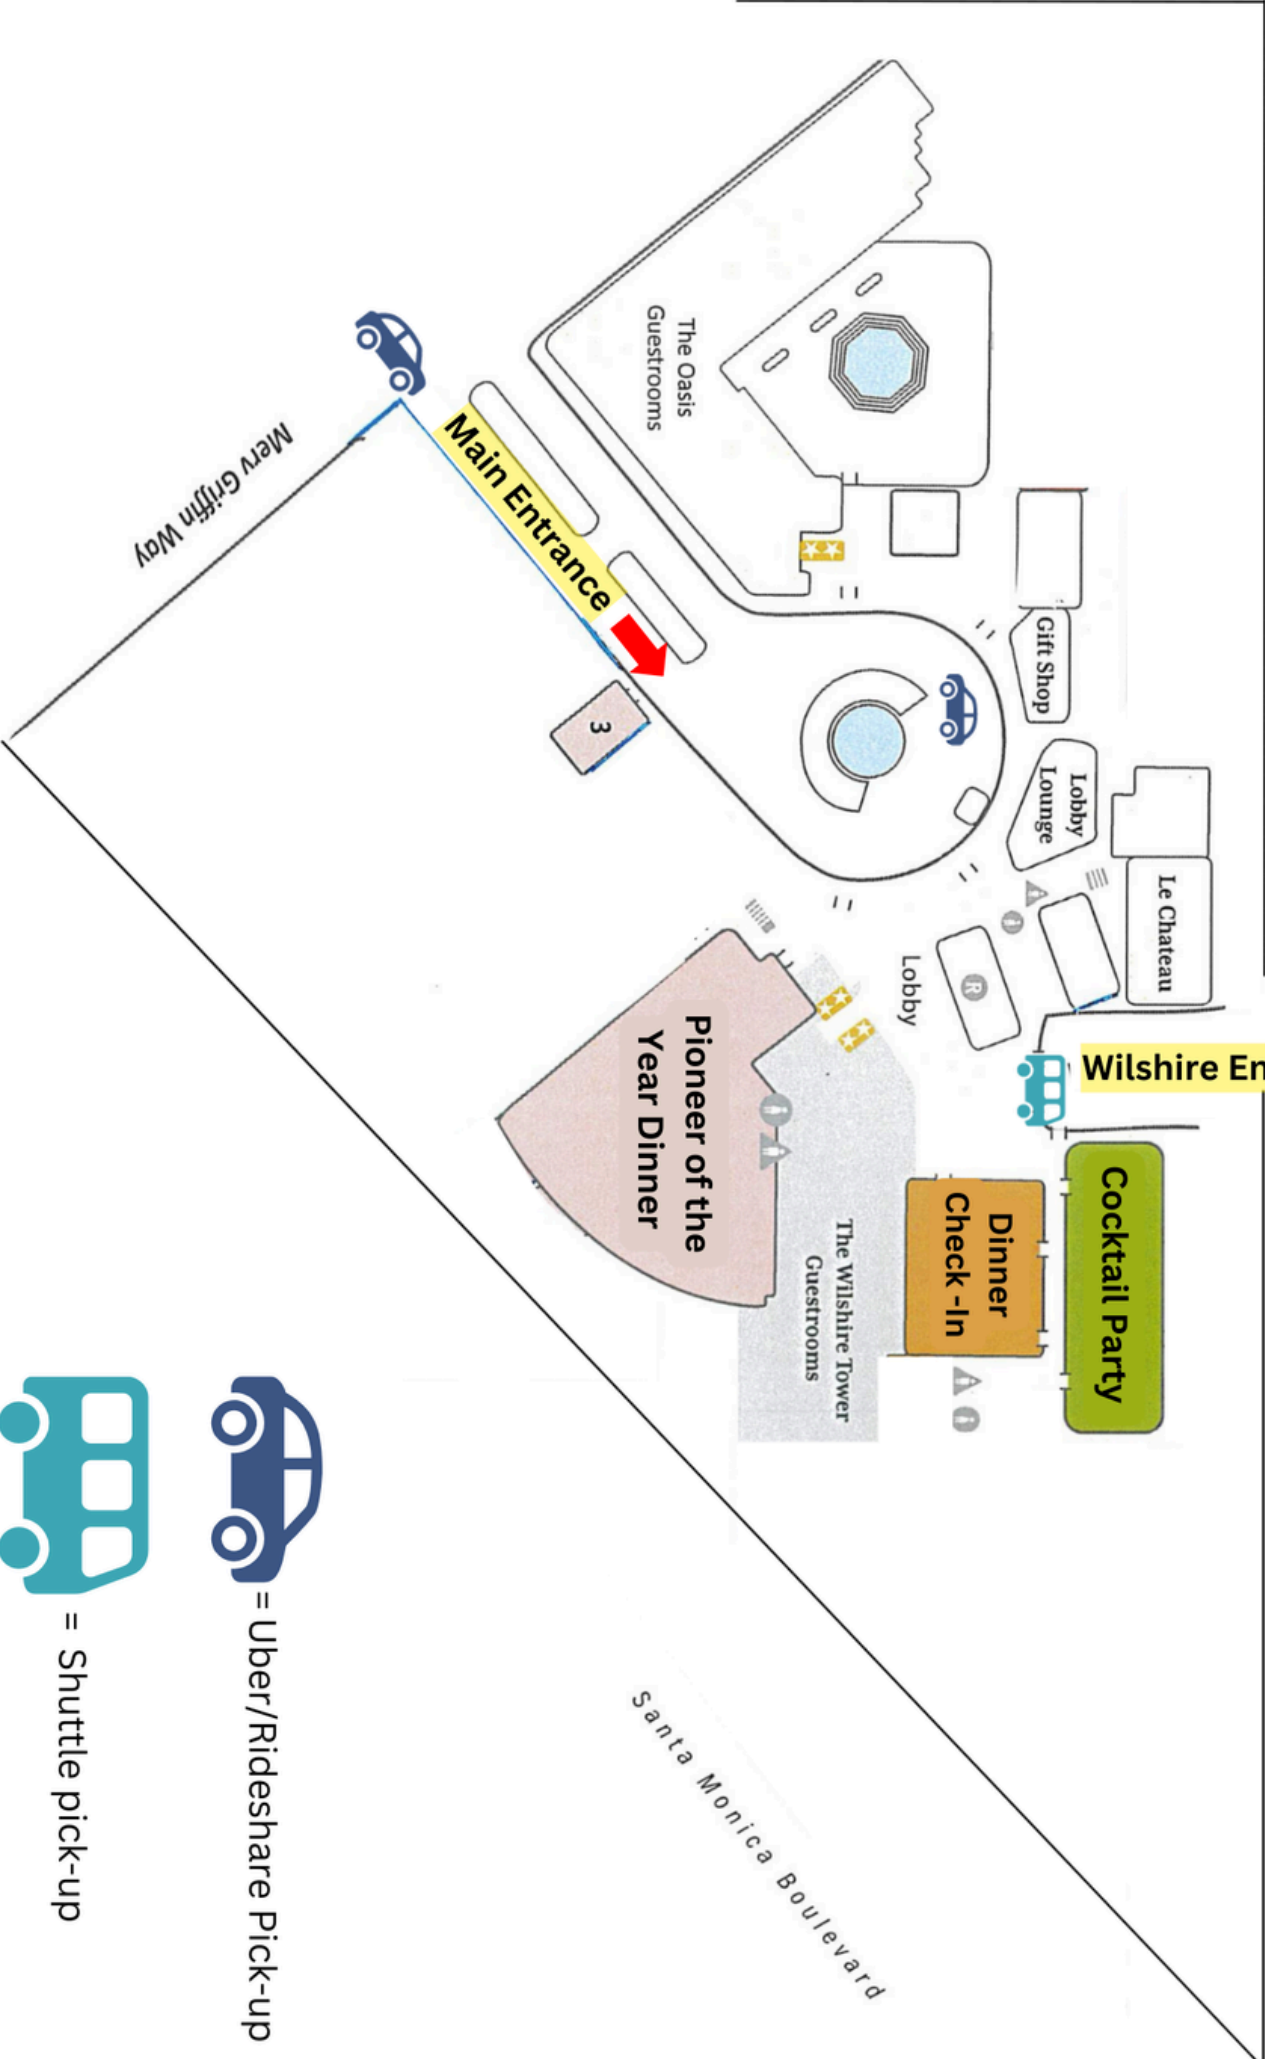 Wilshire En
Le Chateau
Gift Shop
Lobby
Lounge
Cocktail Party
R
Lobby
Dinner
Check -In
The Wilshire Tower
Guestrooms
The Oasis
Guestrooms
Main Entrance
3
Pioneer of the
Year Dinner
Merv Griffin Way
Santa Monica Boulevard
= Uber/Rideshare Pick-up
= Shuttle pick-up